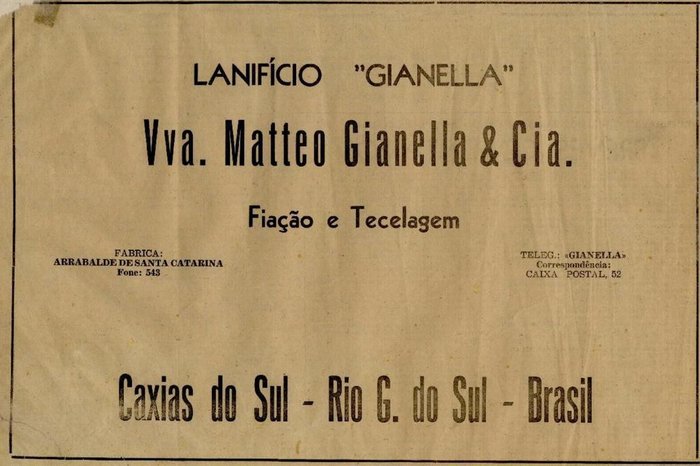 LANIFÍCIO "GIANELLA"
Vva. Matteo Gianella & Cia.
Fiação e Tecelagem
FABRICA:
ARRABALDE DE SANTA CATARINA
Fone: 543
TELEG.: «GIANELLA»
Correspondência:
CAIXA POSTAL, 52
Caxias do Sul - Rio G. do Sul - Brasil